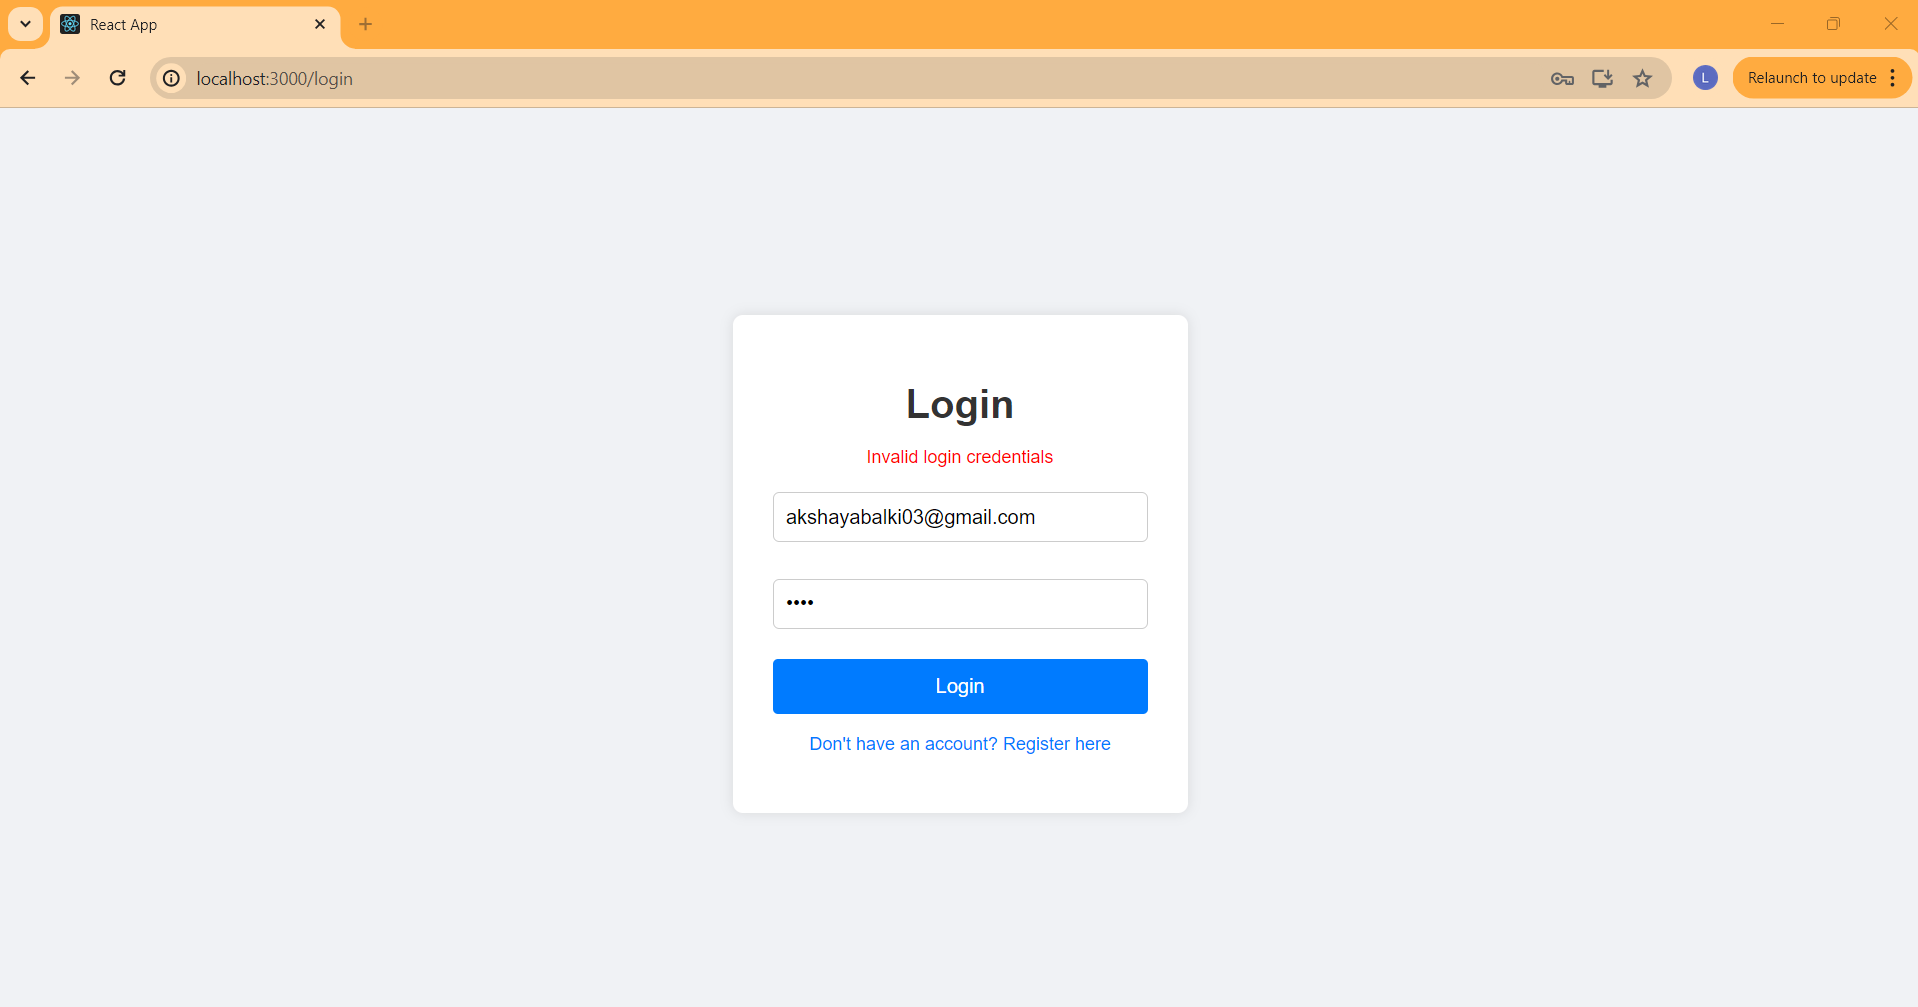 React App
localhost:3000/login
L
Relaunch to update
Login
Invalid login credentials
akshayabalki03@gmail.com
••••
Login
Don't have an account? Register here